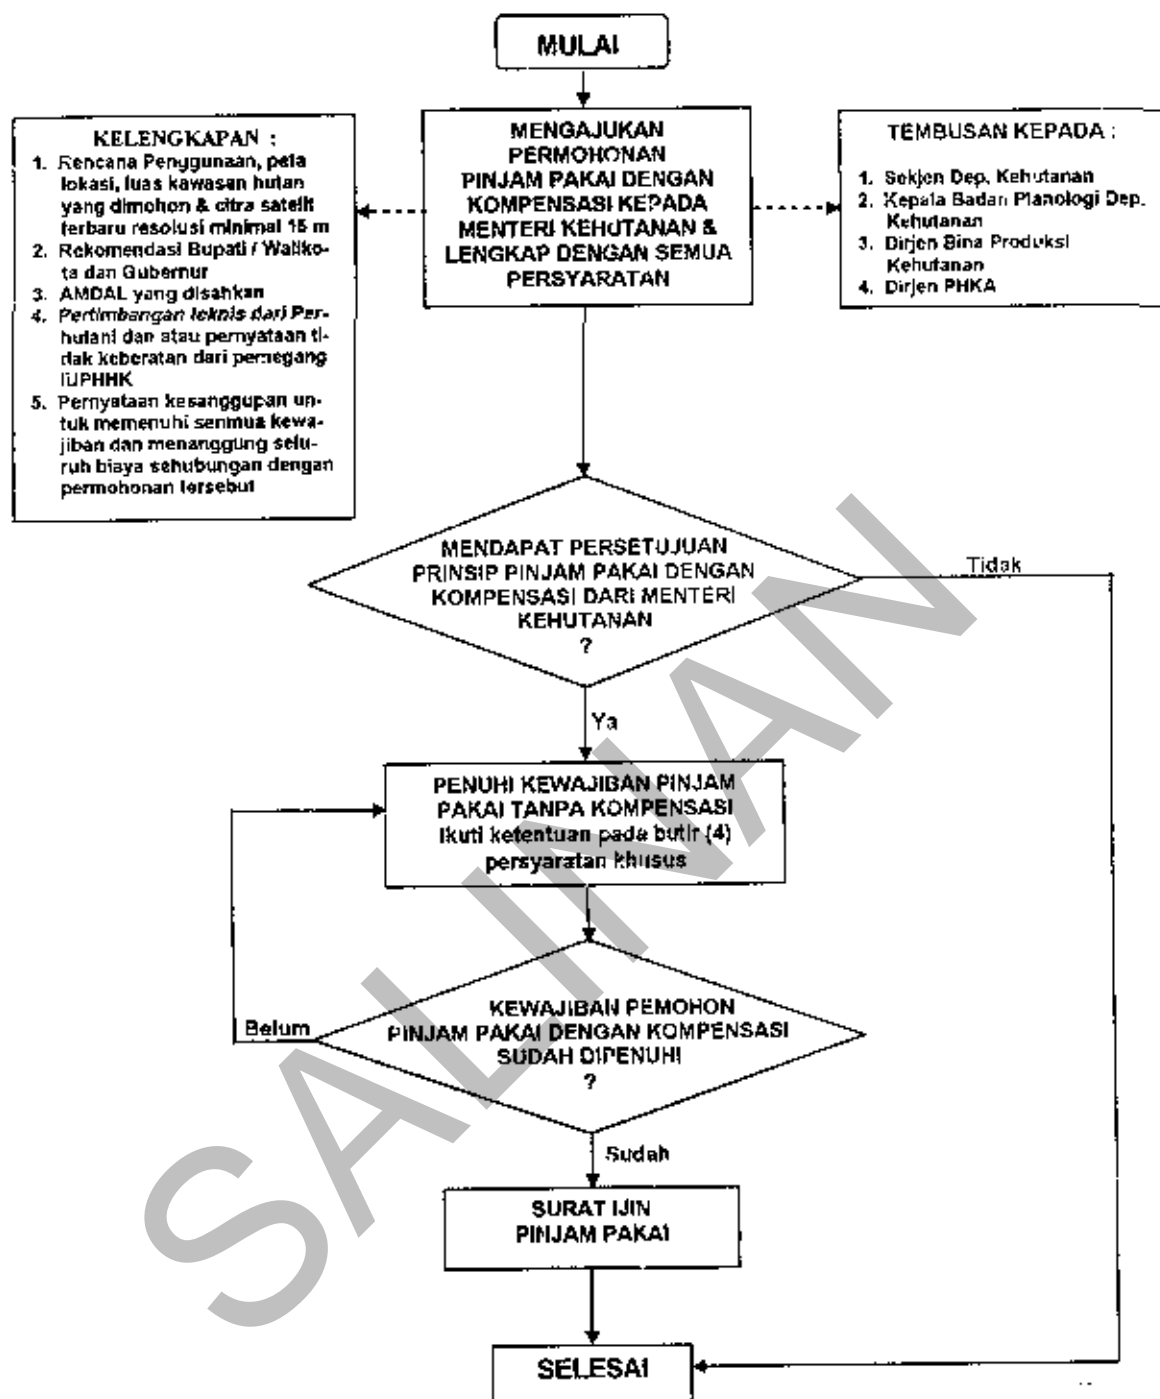 MULAI
MENGAJUKAN
PERMOHONAN
PINJAM PAKAI DENGAN
KOMPENSASI KEPADA
MENTERI KEHUTANAN &
LENGKAP DENGAN SEMUA
PERSYARATAN
KELENGKAPAN :
1. Rencana Penggunaan, peta
lokasi, luas kawasan hutan
yang dimohon & citra satelit
terbaru resolusi minimal 15 m
2. Rekomendasi Bupati / Waliko-
ta dan Gubernur
3. AMDAL yang disahkan
4. Pertimbangan teknis dari Per-
hutani dan atau pernyataan ti-
dak keberatan dari pemegang
IUPHHK
5. Pernyataan kesanggupan un-
tuk memenuhi senmua kewa-
jiban dan menanggung selu-
ruh biaya sehubungan dengan
permohonan tersebut
TEMBUSAN KEPADA :
1. Sekjen Dep. Kehutanan
2. Kepala Badan Planologi Dep.
Kehutanan
3. Dirjen Bina Produksi
Kehutanan
4. Dirjen PHKA
MENDAPAT PERSETUJUAN
PRINSIP PINJAM PAKAI DENGAN
KOMPENSASI DARI MENTERI
KEHUTANAN
?
Tidak
Ya
PENUHI KEWAJIBAN PINJAM
PAKAI TANPA KOMPENSASI
Ikuti ketentuan pada butir (4)
persyaratan khusus
KEWAJIBAN PEMOHON
PINJAM PAKAI DENGAN KOMPENSASI
SUDAH DIPENUHI
?
Belum
Sudah
SURAT IJIN
PINJAM PAKAI
SELESAI
SALINAN